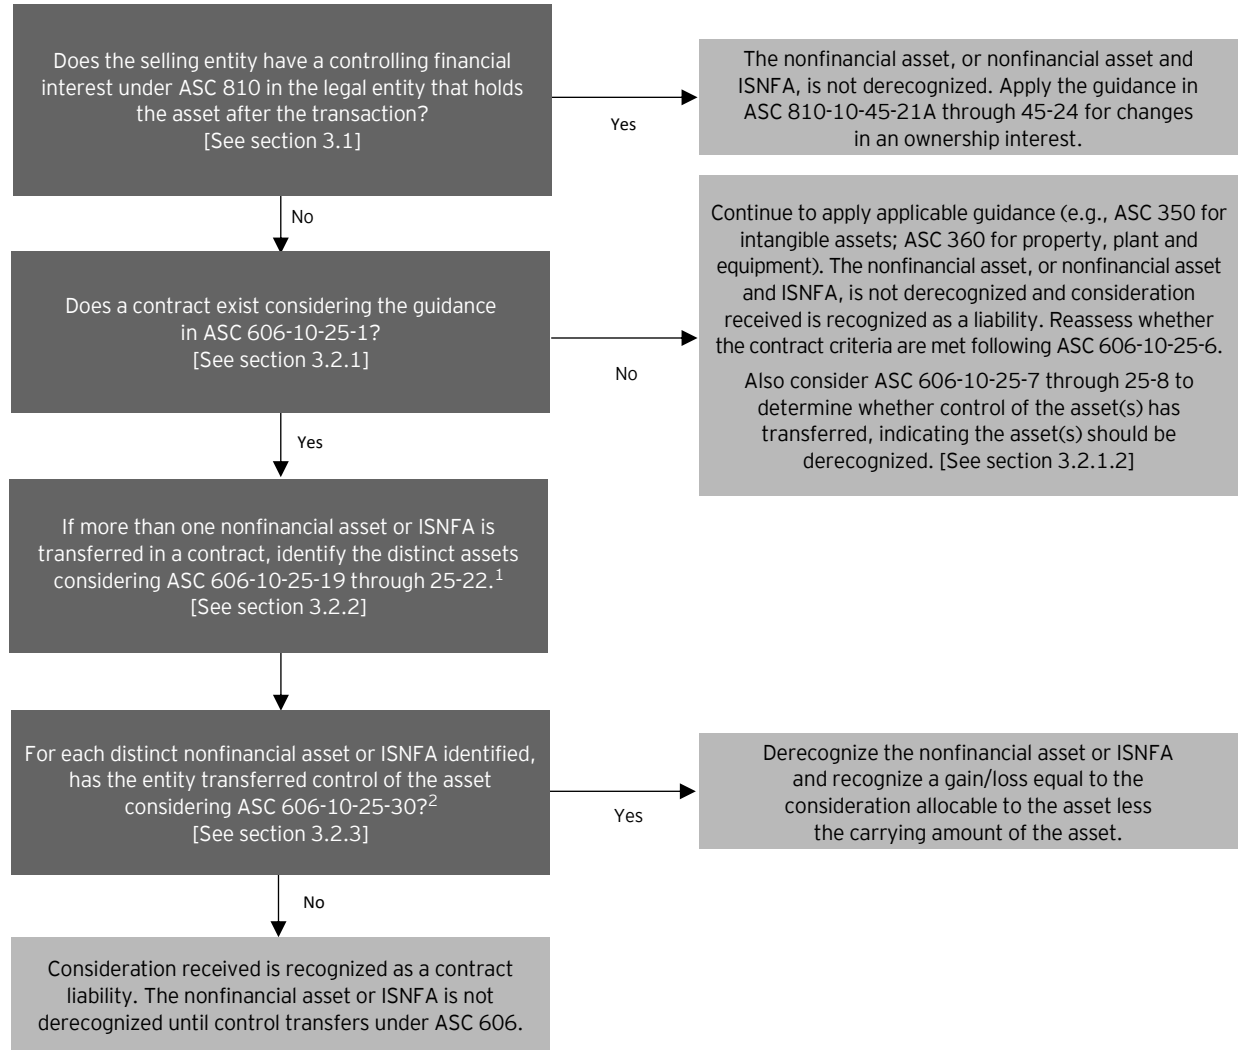 Does the selling entity have a controlling financial
interest under ASC 810 in the legal entity that holds
the asset after the transaction?
[See section 3.1]
Yes
The nonfinancial asset, or nonfinancial asset and
ISNFA, is not derecognized. Apply the guidance in
ASC 810-10-45-21A through 45-24 for changes
in an ownership interest.
No
Does a contract exist considering the guidance
in ASC 606-10-25-1?
[See section 3.2.1]
No
Continue to apply applicable guidance (e.g., ASC 350 for
intangible assets; ASC 360 for property, plant and
equipment). The nonfinancial asset, or nonfinancial asset
and ISNFA, is not derecognized and consideration
received is recognized as a liability. Reassess whether
the contract criteria are met following ASC 606-10-25-6.
Also consider ASC 606-10-25-7 through 25-8 to
determine whether control of the asset(s) has
transferred, indicating the asset(s) should be
derecognized. [See section 3.2.1.2]
Yes
If more than one nonfinancial asset or ISNFA is
transferred in a contract, identify the distinct assets
considering ASC 606-10-25-19 through 25-22.1
[See section 3.2.2]
For each distinct nonfinancial asset or ISNFA identified,
has the entity transferred control of the asset
considering ASC 606-10-25-30?2
[See section 3.2.3]
Yes
Derecognize the nonfinancial asset or ISNFA
and recognize a gain/loss equal to the
consideration allocable to the asset less
the carrying amount of the asset.
No
Consideration received is recognized as a contract
liability. The nonfinancial asset or ISNFA is not
derecognized until control transfers under ASC 606.